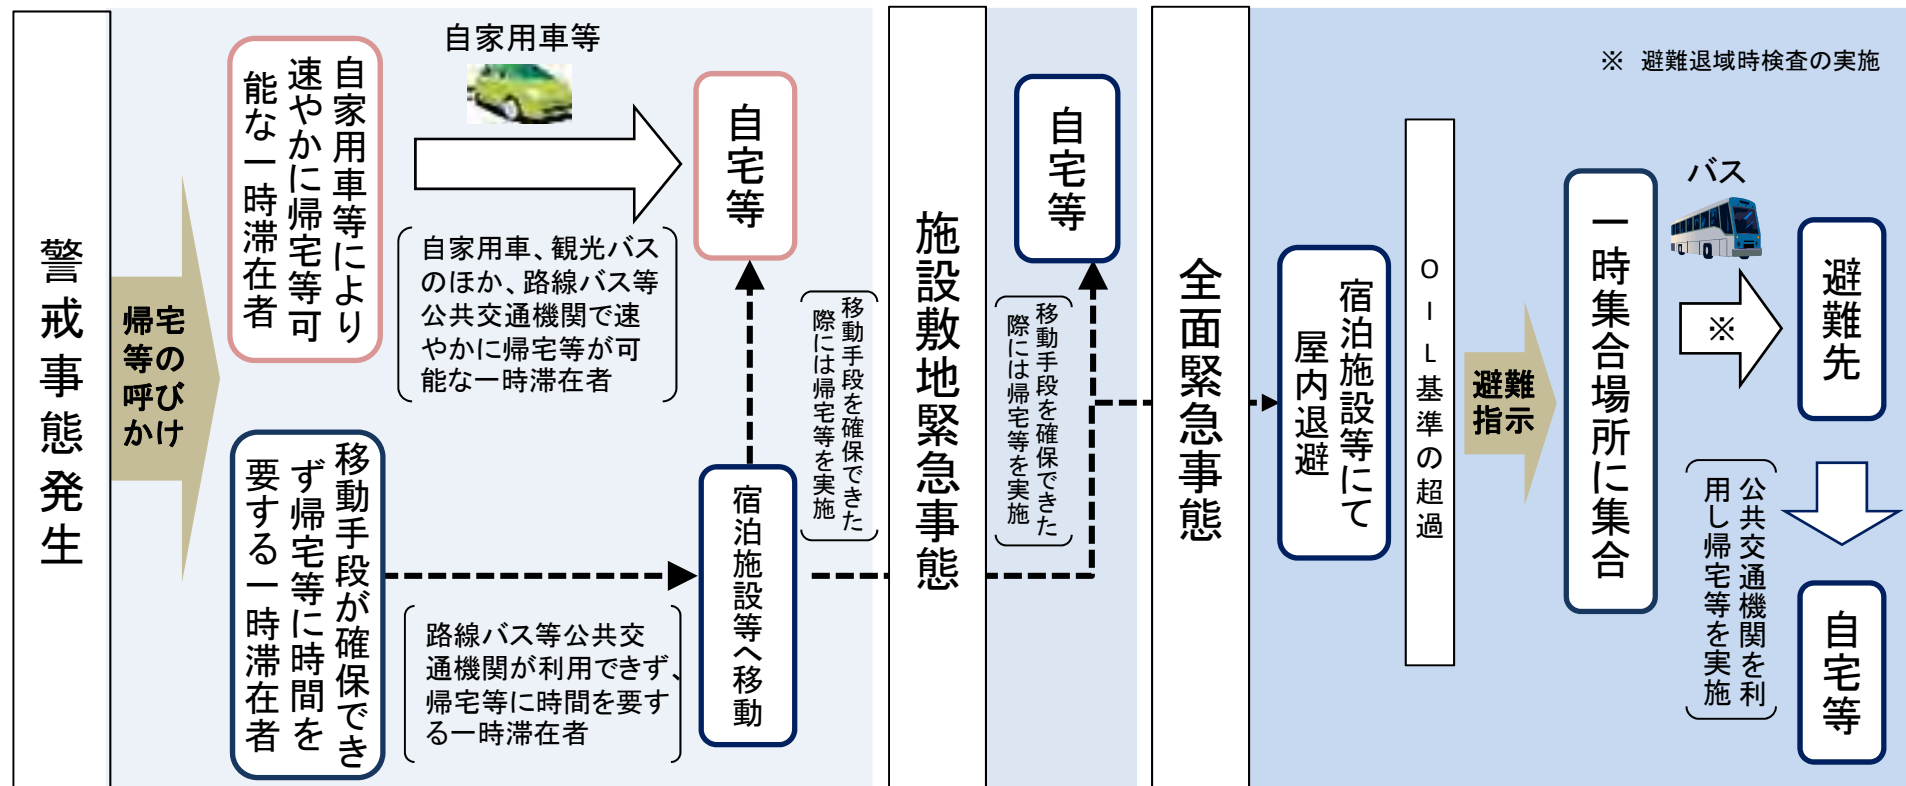 警戒事態発生
帰宅
等の
呼び
かけ
自家用車等により
速やかに帰宅等可
能な一時滞在者
自家用車等
自家用車、観光バス
のほか、路線バス等
公共交通機関で速
やかに帰宅等が可
能な一時滞在者
自宅等
移動手段が確保でき
ず帰宅等に時間を
要する一時滞在者
路線バス等公共交
通機関が利用できず、
帰宅等に時間を要す
る一時滞在者
宿泊施設等へ移動
移動手段を確保できた
際には帰宅等を実施
施設敷地緊急事態
自宅等
移動手段を確保できた
際には帰宅等を実施
全面緊急事態
※ 避難退域時検査の実施
宿泊施設等にて
屋内退避
OIL基準の超過
避難
指示
一時集合場所に集合
バス
※
避難先
公共交通機関を利
用し帰宅等を実施
自宅等